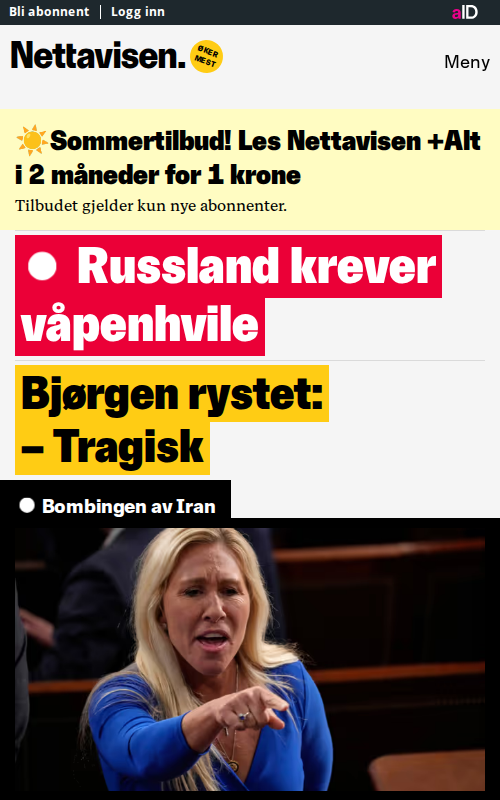 Bli abonnent | Logg inn
aID
Nettavisen.
ØKER
MEST
Meny
☀️Sommertilbud! Les Nettavisen +Alt
i 2 måneder for 1 krone
Tilbudet gjelder kun nye abonnenter.
Russland krever
våpenhvile
Bjørgen rystet:
– Tragisk
Bombingen av Iran